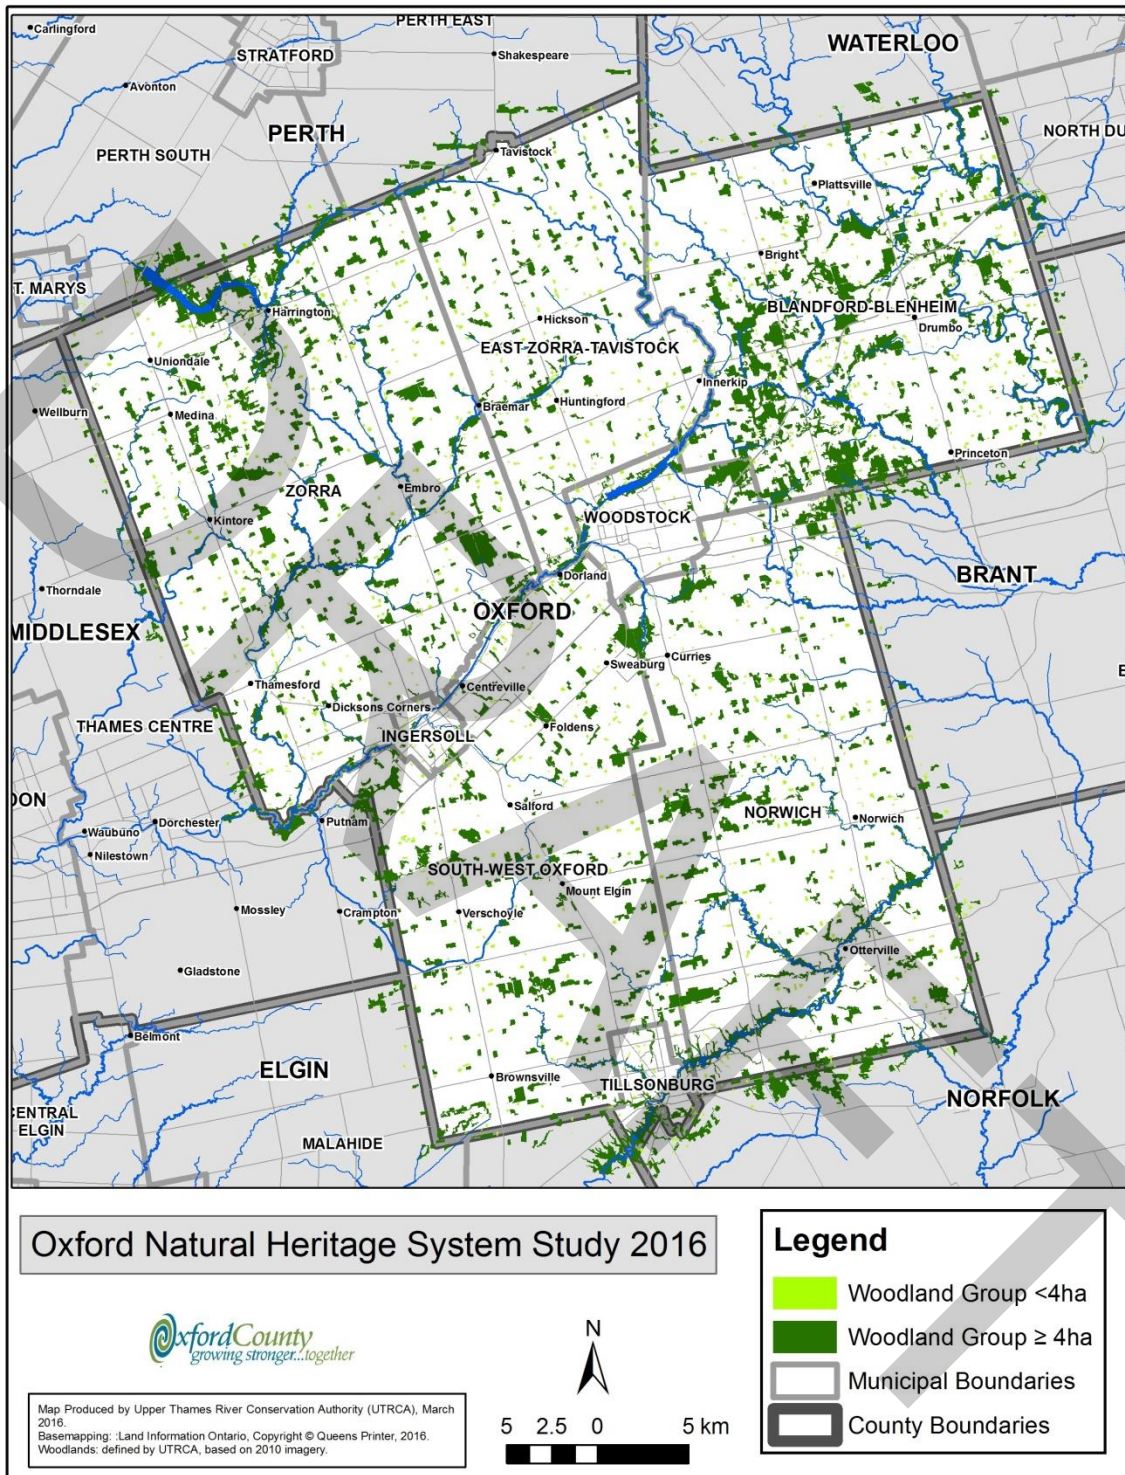 PERTH EAST
Carlingford
WATERLOO
STRATFORD
Shakespeare
Avonton
PERTH
NORTH DU
Tavistock
PERTH SOUTH
Plattsville
Bright
T. MARYS
Harrington
BLANDFORD-BLENHEIM
Hickson
Drumbo
EAST ZORRA-TAVISTOCK
Uniondale
Innerkip
Wellburn
Medina
Braemar
Huntingford
Princeton
ZORRA
Embro
WOODSTOCK
Kintore
BRANT
Dorland
Thorndale
OXFORD
MIDDLESEX
Sweaburg
Curries
E
Thamesford
Centreville
Dicksons Corners
THAMES CENTRE
Foldens
INGERSOLL
DON
Salford
NORWICH
Norwich
Putnam
Dorchester
Waubuno
Nilestown
SOUTH-WEST OXFORD
Mount Elgin
Mossley
Crampton
Verschoyle
Otterville
Gladstone
Belmont
ELGIN
Brownsville
TILLSONBURG
NORFOLK
CENTRAL
ELGIN
MALAHIDE
DRAFT
Oxford Natural Heritage System Study 2016
Legend
Woodland Group <4ha
Woodland Group ≥ 4ha
Municipal Boundaries
County Boundaries
OxfordCounty
growing stronger...together
N
5 2.5 0 5 km
Map Produced by Upper Thames River Conservation Authority (UTRCA), March
2016.
Basemapping: :Land Information Ontario, Copyright © Queens Printer, 2016.
Woodlands: defined by UTRCA, based on 2010 imagery.